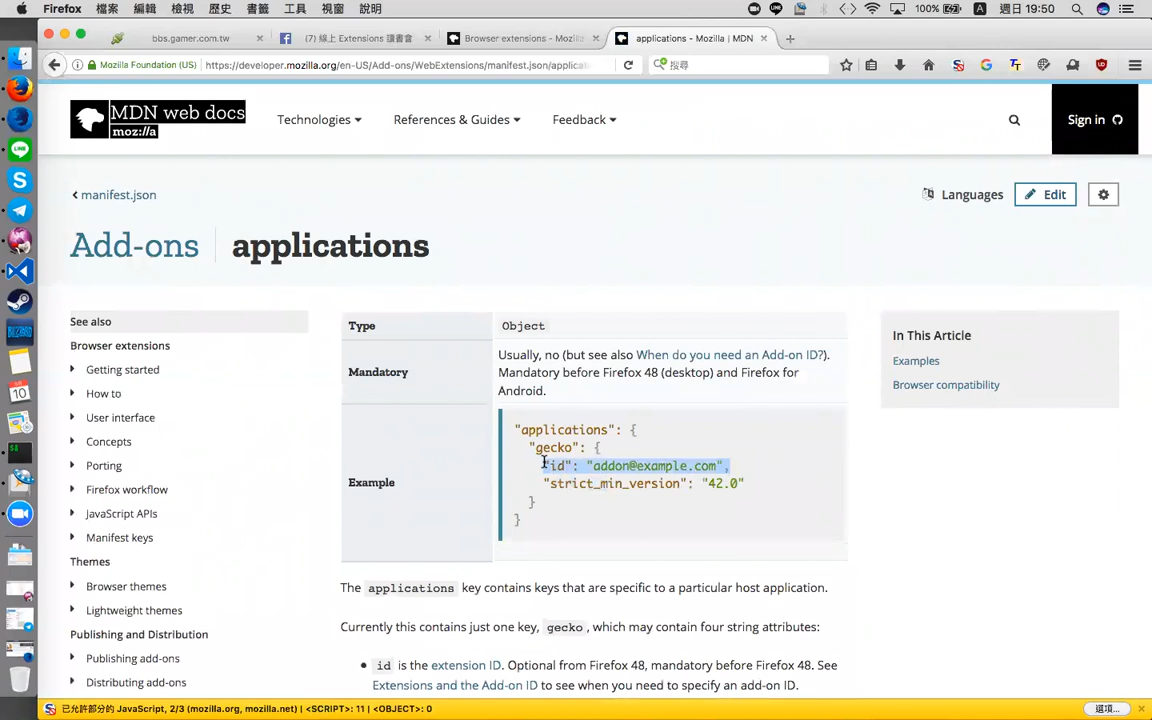 Firefox 檔案 編輯 檢視 歷史 書籤 工具 視窗 說明 100% A 週日 19:50
bbs.gamer.com.tw × (7) 線上 Extensions 讀書會 × Browser extensions - Mozilla × applications - Mozilla | MDN × +
Mozilla Foundation (US) https://developer.mozilla.org/en-US/Add-ons/WebExtensions/manifest.json/applicat 搜尋
MDN web docs
moz://a
Technologies References & Guides Feedback Sign in
manifest.json Languages Edit
Add-ons applications
See also
Browser extensions
Getting started
How to
User interface
Concepts
Porting
Firefox workflow
JavaScript APIs
Manifest keys
Themes
Browser themes
Lightweight themes
Publishing and Distribution
Publishing add-ons
Distributing add-ons
Type Object
Mandatory
Usually, no (but see also When do you need an Add-on ID?).
Mandatory before Firefox 48 (desktop) and Firefox for
Android.
Example
"applications": {
"gecko": {
"id": "addon@example.com",
"strict_min_version": "42.0"
}
}
The applications key contains keys that are specific to a particular host application.
Currently this contains just one key, gecko, which may contain four string attributes:
• id is the extension ID. Optional from Firefox 48, mandatory before Firefox 48. See
Extensions and the Add-on ID to see when you need to specify an add-on ID.
In This Article
Examples
Browser compatibility
已允許部分的 JavaScript, 2/3 (mozilla.org, mozilla.net) | <SCRIPT>: 11 | <OBJECT>: 0 選項... ×